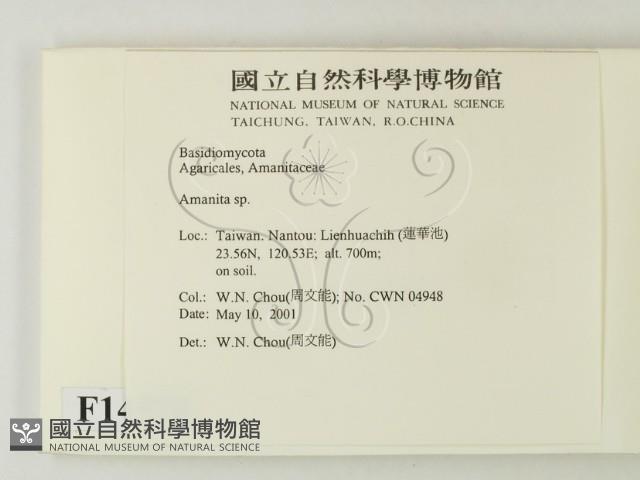 國立自然科學博物館
NATIONAL MUSEUM OF NATURAL SCIENCE
TAICHUNG, TAIWAN, R.O.CHINA
Basidiomycota
Agaricales, Amanitaceae
Amanita sp.
Loc.: Taiwan. Nantou: Lienhuachih (蓮華池)
23.56N, 120.53E; alt. 700m;
on soil.
Col.: W.N. Chou(周文能); No. CWN 04948
Date: May 10, 2001
Det.: W.N. Chou(周文能)
F14
國立自然科學博物館
NATIONAL MUSEUM OF NATURAL SCIENCE